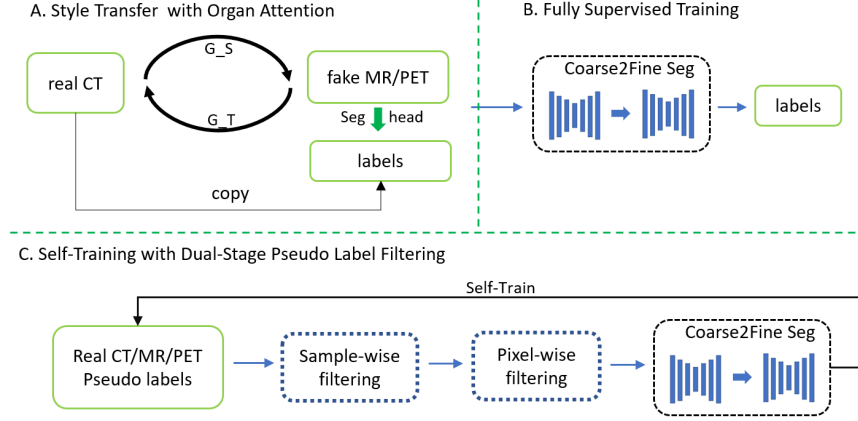 A. Style Transfer with Organ Attention
G_S
real CT
fake MR/PET
Seg head
G_T
labels
copy
B. Fully Supervised Training
Coarse2Fine Seg
labels
C. Self-Training with Dual-Stage Pseudo Label Filtering
Self-Train
Real CT/MR/PET
Pseudo labels
Sample-wise
filtering
Pixel-wise
filtering
Coarse2Fine Seg